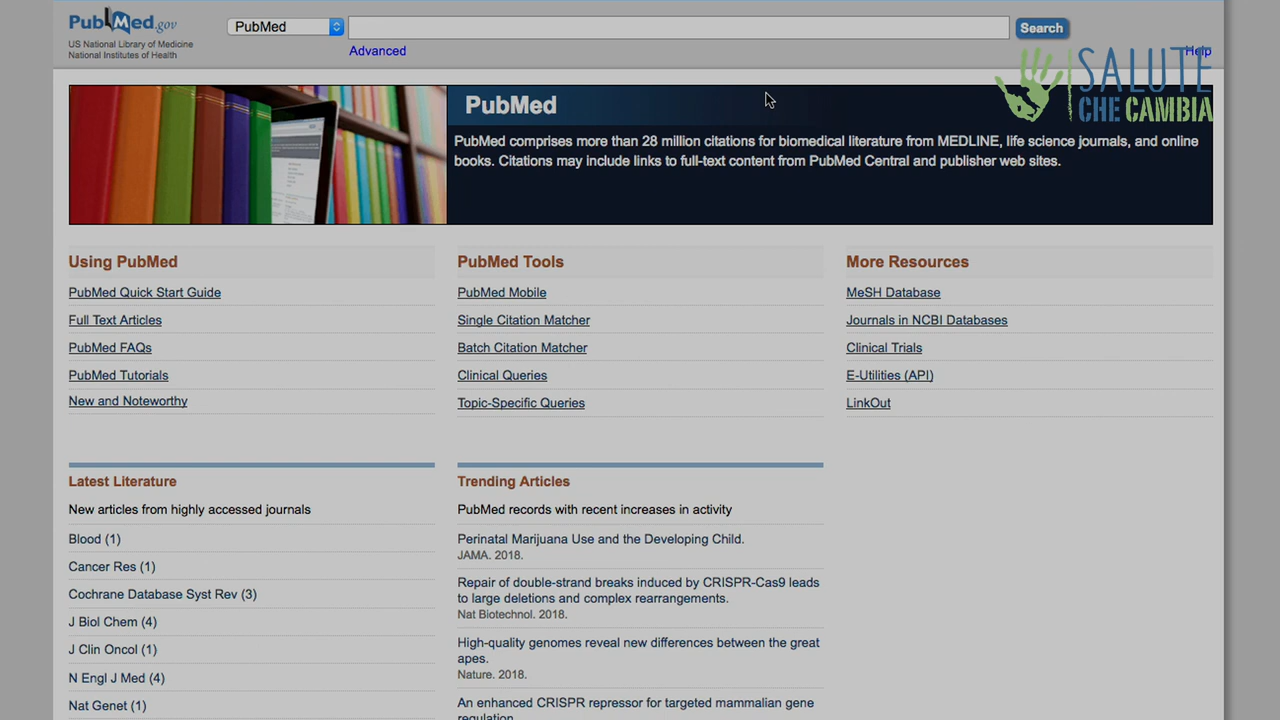 PubMed.gov
US National Library of Medicine
National Institutes of Health
PubMed
Search
Advanced
Help
SALUTE
CHE CAMBIA
PubMed
PubMed comprises more than 28 million citations for biomedical literature from MEDLINE, life science journals, and online
books. Citations may include links to full-text content from PubMed Central and publisher web sites.
Using PubMed
PubMed Quick Start Guide
Full Text Articles
PubMed FAQs
PubMed Tutorials
New and Noteworthy
PubMed Tools
PubMed Mobile
Single Citation Matcher
Batch Citation Matcher
Clinical Queries
Topic-Specific Queries
More Resources
MeSH Database
Journals in NCBI Databases
Clinical Trials
E-Utilities (API)
LinkOut
Latest Literature
New articles from highly accessed journals
Blood (1)
Cancer Res (1)
Cochrane Database Syst Rev (3)
J Biol Chem (4)
J Clin Oncol (1)
N Engl J Med (4)
Nat Genet (1)
Trending Articles
PubMed records with recent increases in activity
Perinatal Marijuana Use and the Developing Child.
JAMA. 2018.
Repair of double-strand breaks induced by CRISPR-Cas9 leads
to large deletions and complex rearrangements.
Nat Biotechnol. 2018.
High-quality genomes reveal new differences between the great
apes.
Nature. 2018.
An enhanced CRISPR repressor for targeted mammalian gene
regulation.